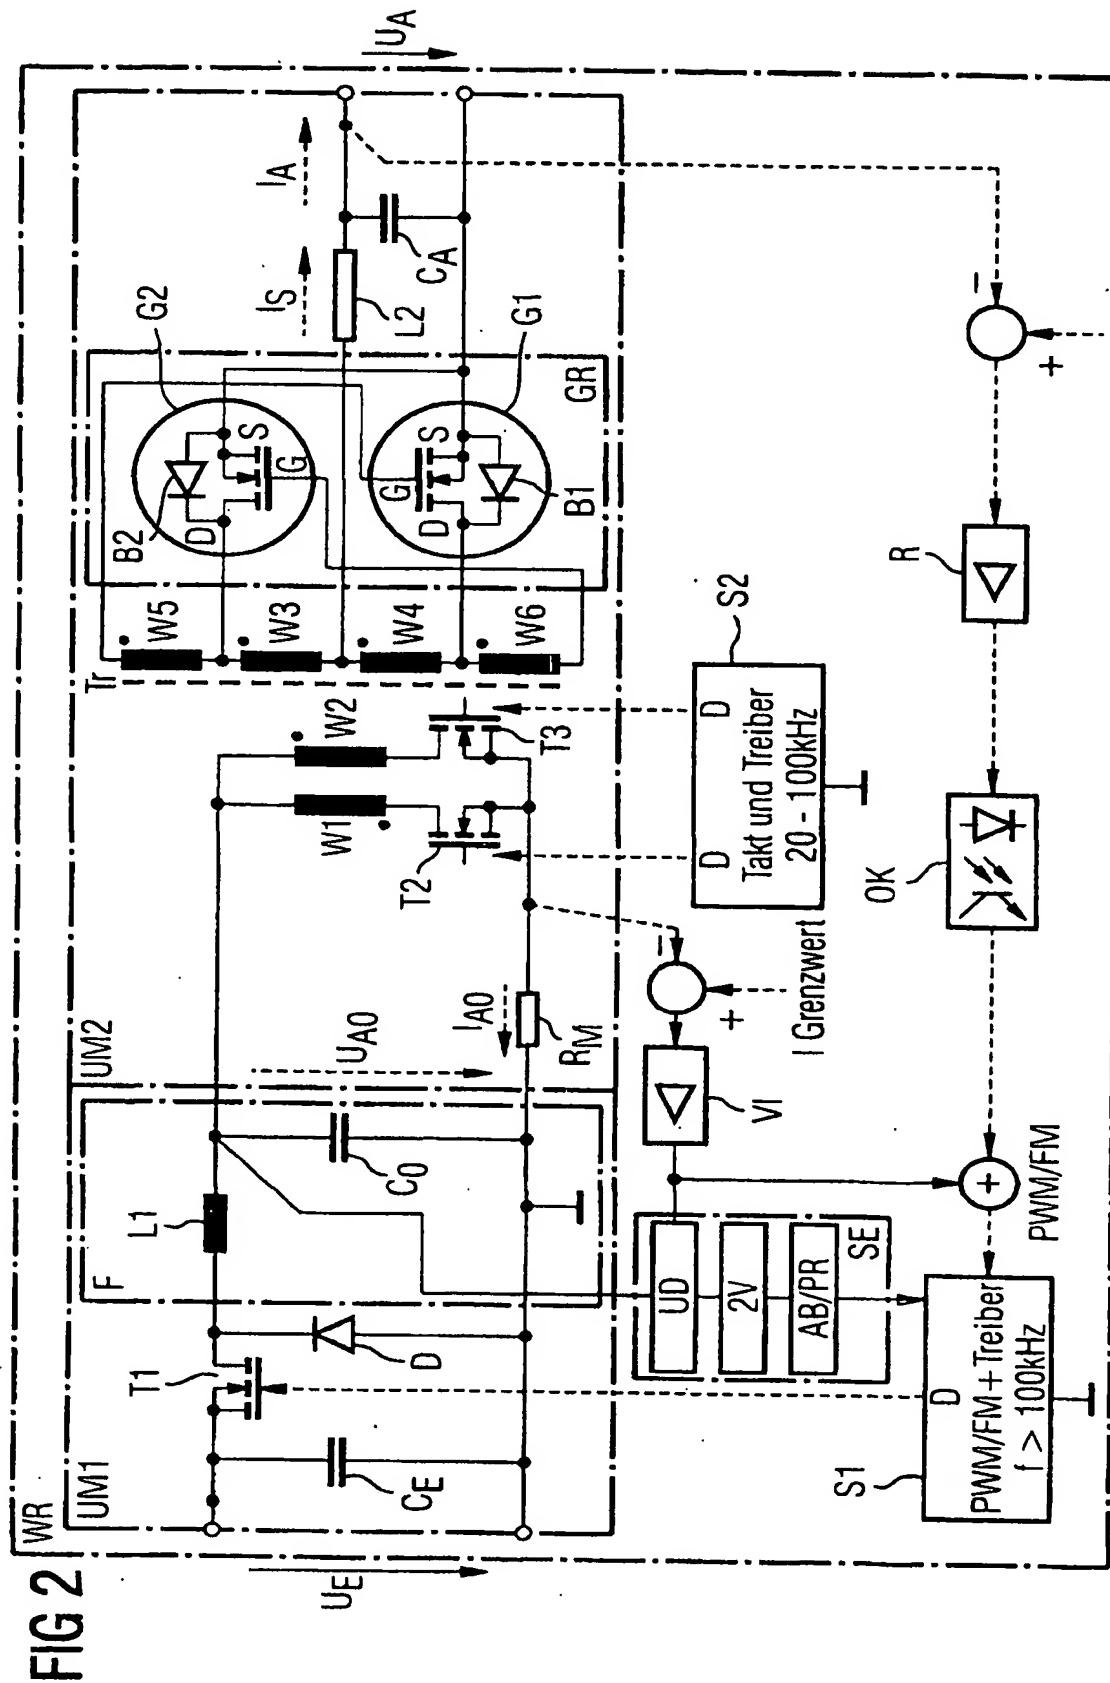 FIG 2
WR
UM1
UE
CE
T1
D
F
L1
C0
UM2
UA0
IA0
RM
W1
W2
T2
T3
Tr
W5
W3
W4
W6
B2
D
G
S
G2
G
D
S
B1
G1
GR
IS
L2
IA
CA
UA
I Grenzwert
+
–
VI
UD
2V
AB/PR
SE
S1
D
PWM/FM+Treiber
f > 100kHz
+
PWM/FM
S2
D D
Takt und Treiber
20 - 100kHz
OK
R
+
–